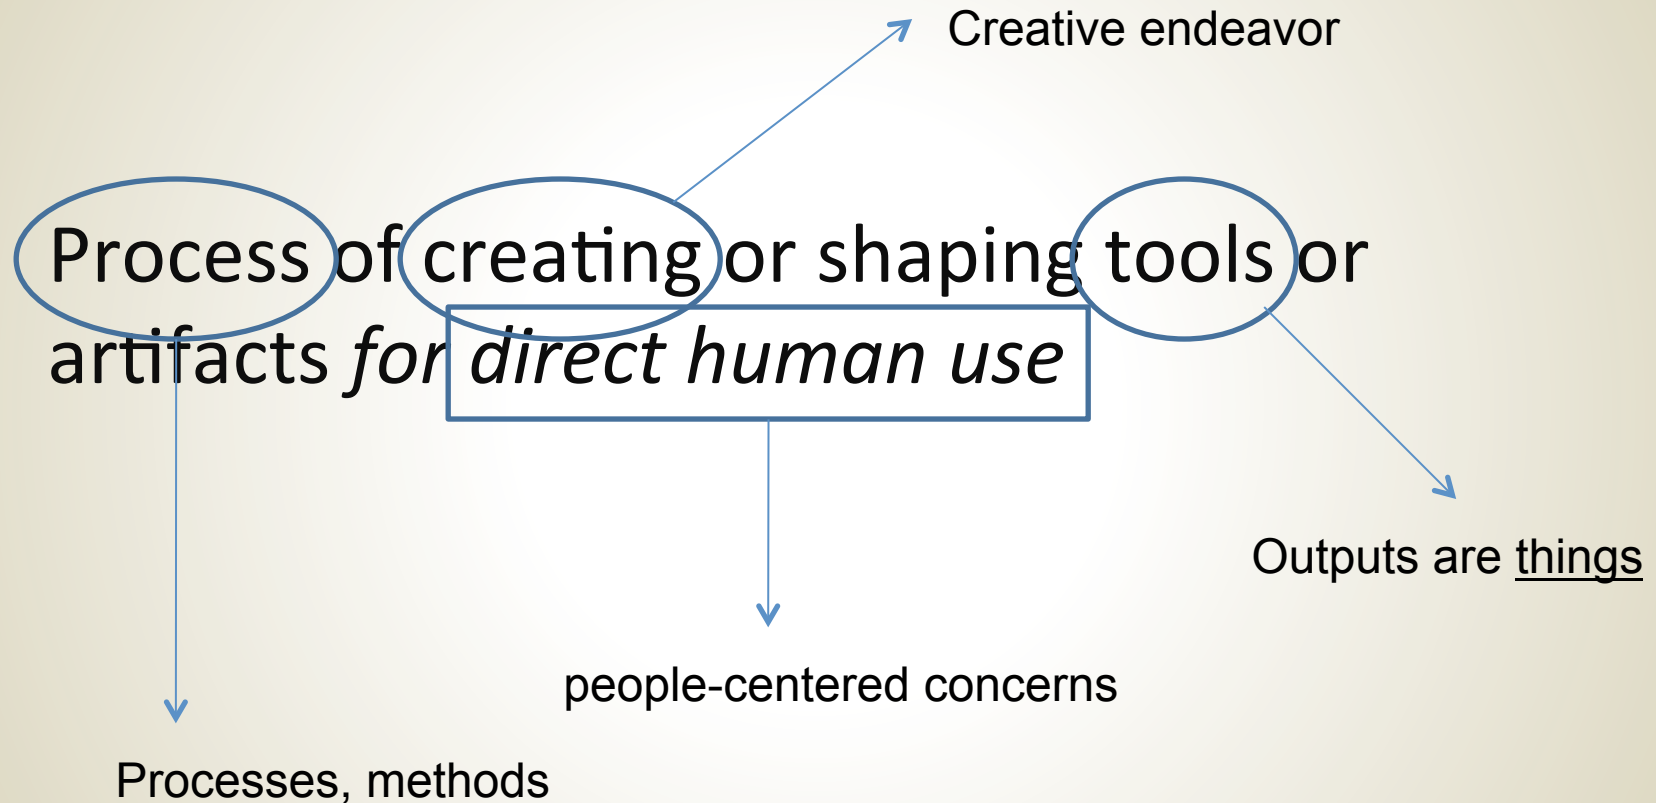 Creative endeavor
Process of creating or shaping tools or
artifacts for direct human use
Outputs are things
people-centered concerns
Processes, methods